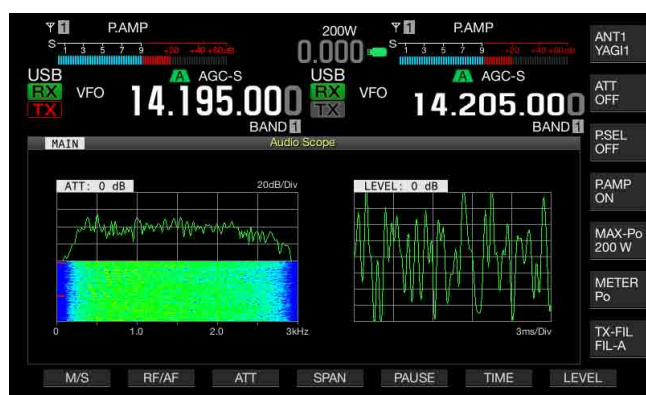 1 P.AMP 200W 1 P.AMP
S 1 3 5 7 9 +20 +40 +60dB 0.000 S 1 3 5 7 9 +20 +40 +60dB
USB A AGC-S USB A AGC-S
RX VFO 14.195.000 RX VFO 14.205.000
TX TX
BAND 1 BAND 1
MAIN Audio Scope
ATT: 0 dB 20dB/Div LEVEL: 0 dB
0 1.0 2.0 3kHz 3ms/Div
M/S RF/AF ATT SPAN PAUSE TIME LEVEL
ANT1
YAGI1
ATT
OFF
P.SEL
OFF
P.AMP
ON
MAX-Po
200 W
METER
Po
TX-FIL
FIL-A